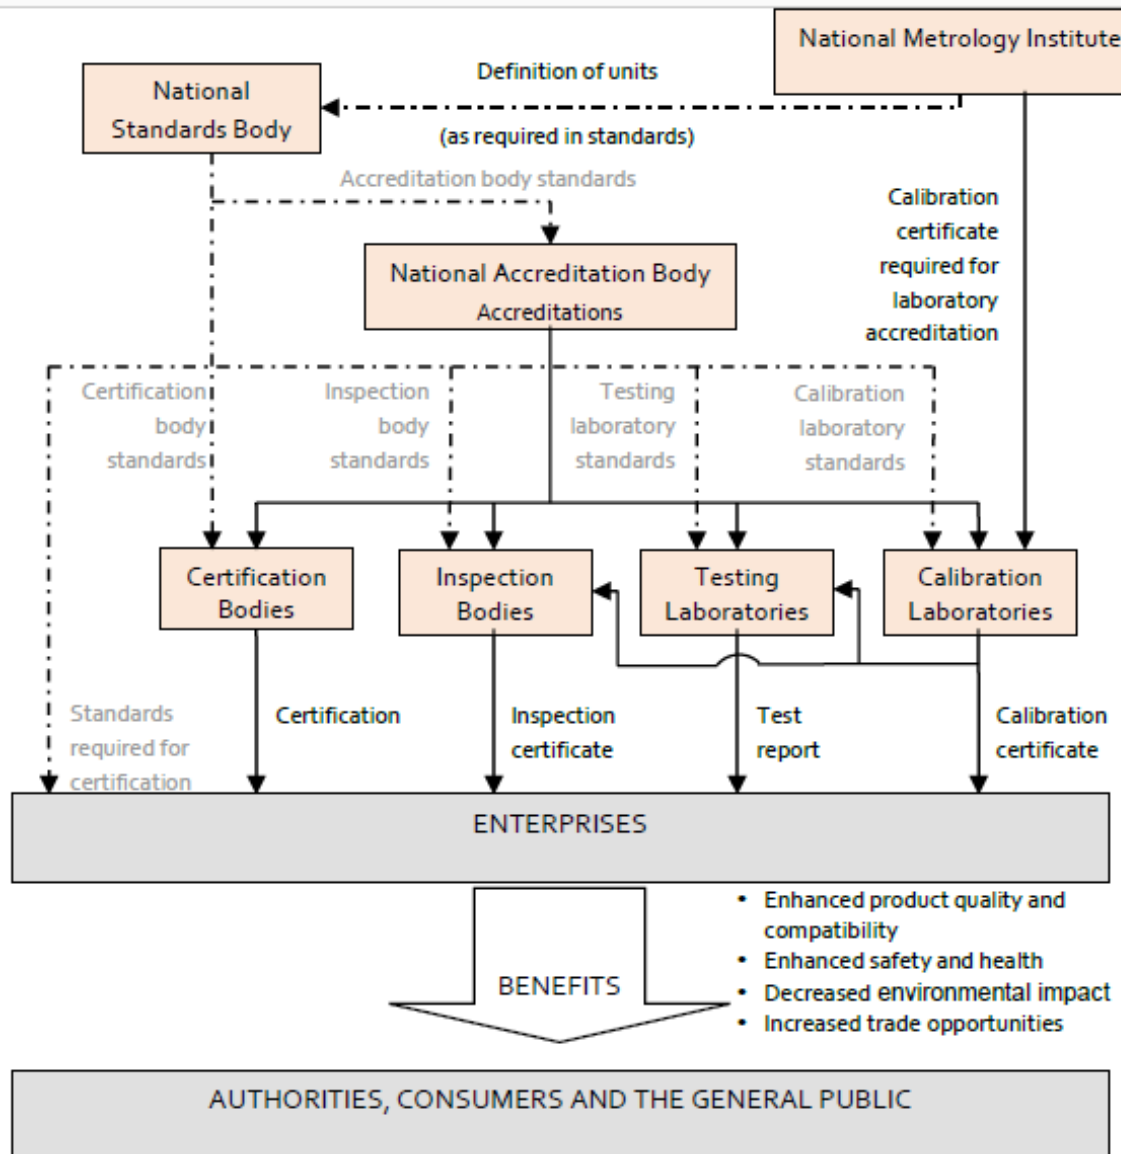 National Metrology Institute
Definition of units
National
Standards Body
(as required in standards)
Accreditation body standards
Calibration
certificate
required for
laboratory
accreditation
National Accreditation Body
Accreditations
Certification
body
standards
Inspection
body
standards
Testing
laboratory
standards
Calibration
laboratory
standards
Certification
Bodies
Inspection
Bodies
Testing
Laboratories
Calibration
Laboratories
Standards
required for
certification
Certification
Inspection
certificate
Test
report
Calibration
certificate
ENTERPRISES
BENEFITS
• Enhanced product quality and
compatibility
• Enhanced safety and health
• Decreased environmental impact
• Increased trade opportunities
AUTHORITIES, CONSUMERS AND THE GENERAL PUBLIC